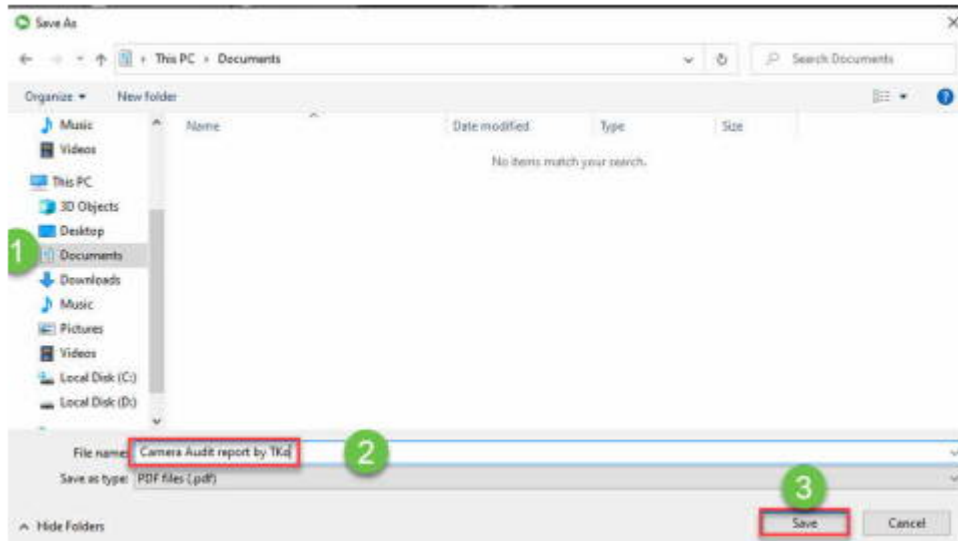 Save As
This PC › Documents
Search Documents
Organize
New folder
Name
Date modified
Type
Size
No items match your search.
Music
Videos
This PC
3D Objects
Desktop
1
Documents
Downloads
Music
Pictures
Videos
Local Disk (C:)
Local Disk (D:)
File name: Camera Audit report by TKd
2
Save as type: PDF files (.pdf)
3
Hide Folders
Save
Cancel